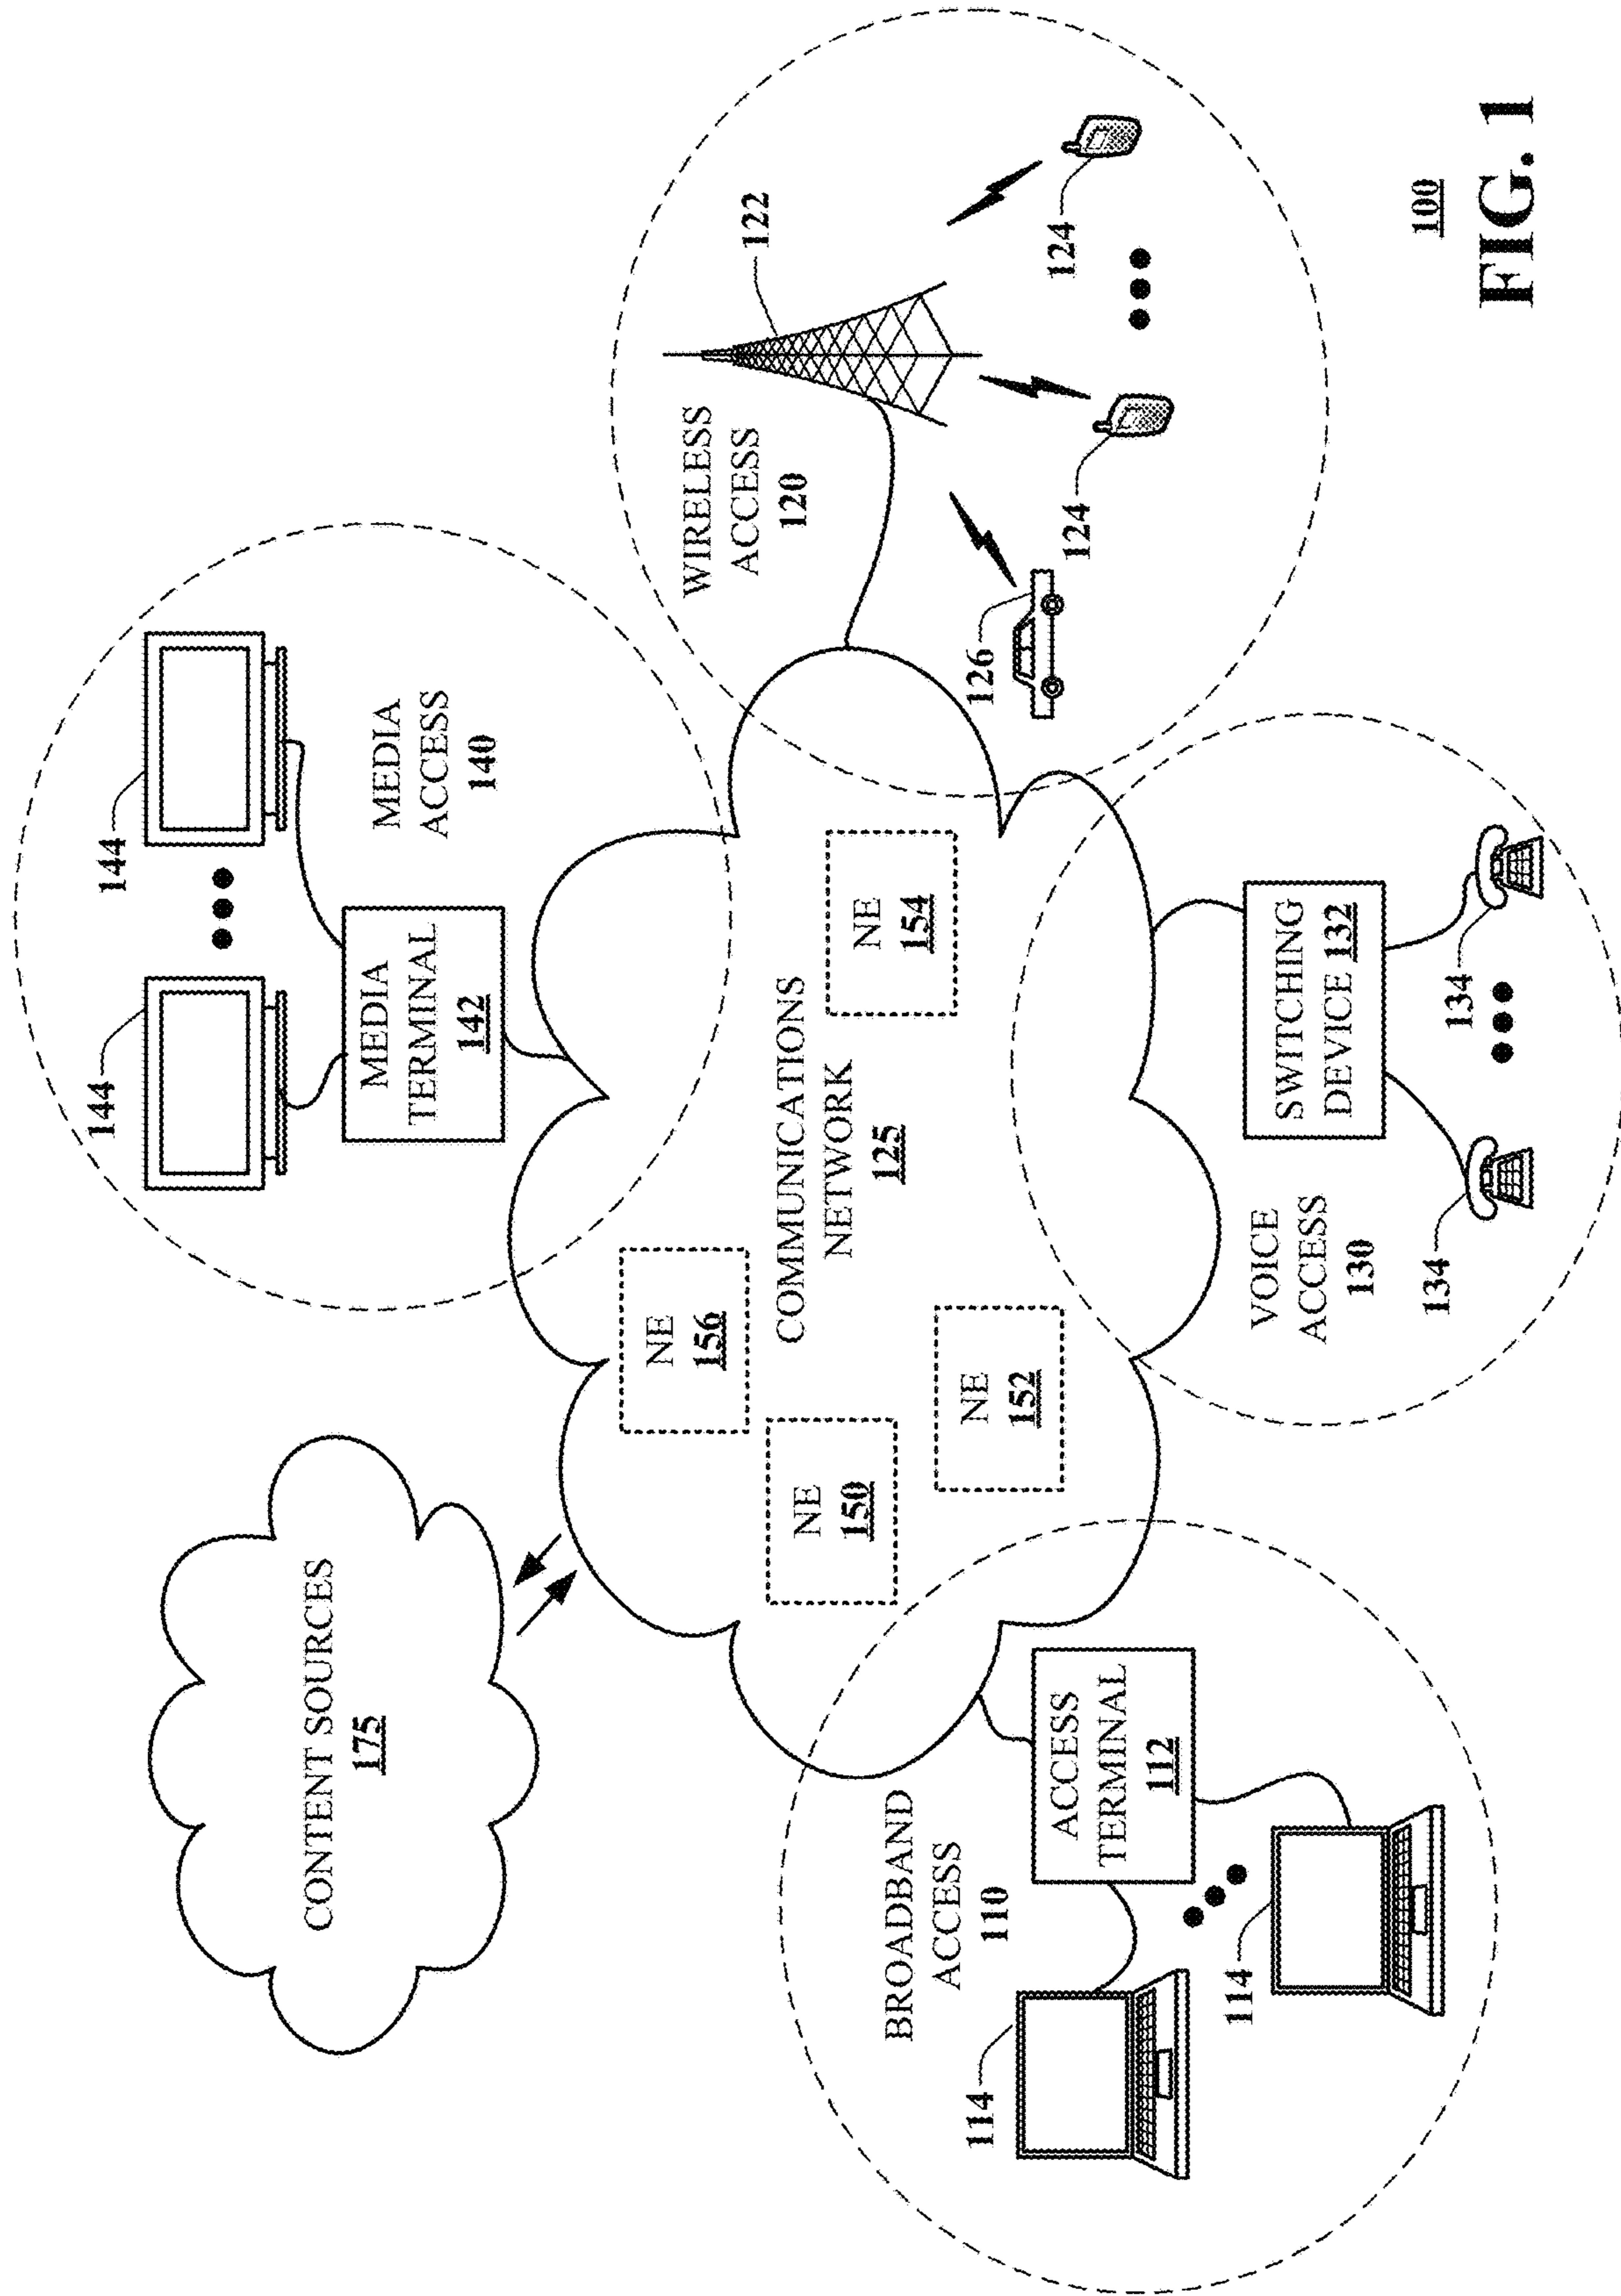 CONTENT SOURCES
175
144
144
MEDIA
TERMINAL
142
MEDIA
ACCESS
140
NE
156
NE
150
NE
152
COMMUNICATIONS
NETWORK
125
NE
154
WIRELESS
ACCESS
120
122
124
124
126
BROADBAND
ACCESS
110
ACCESS
TERMINAL
112
114
114
VOICE
ACCESS
130
SWITCHING
DEVICE 132
134
134
100
FIG. 1